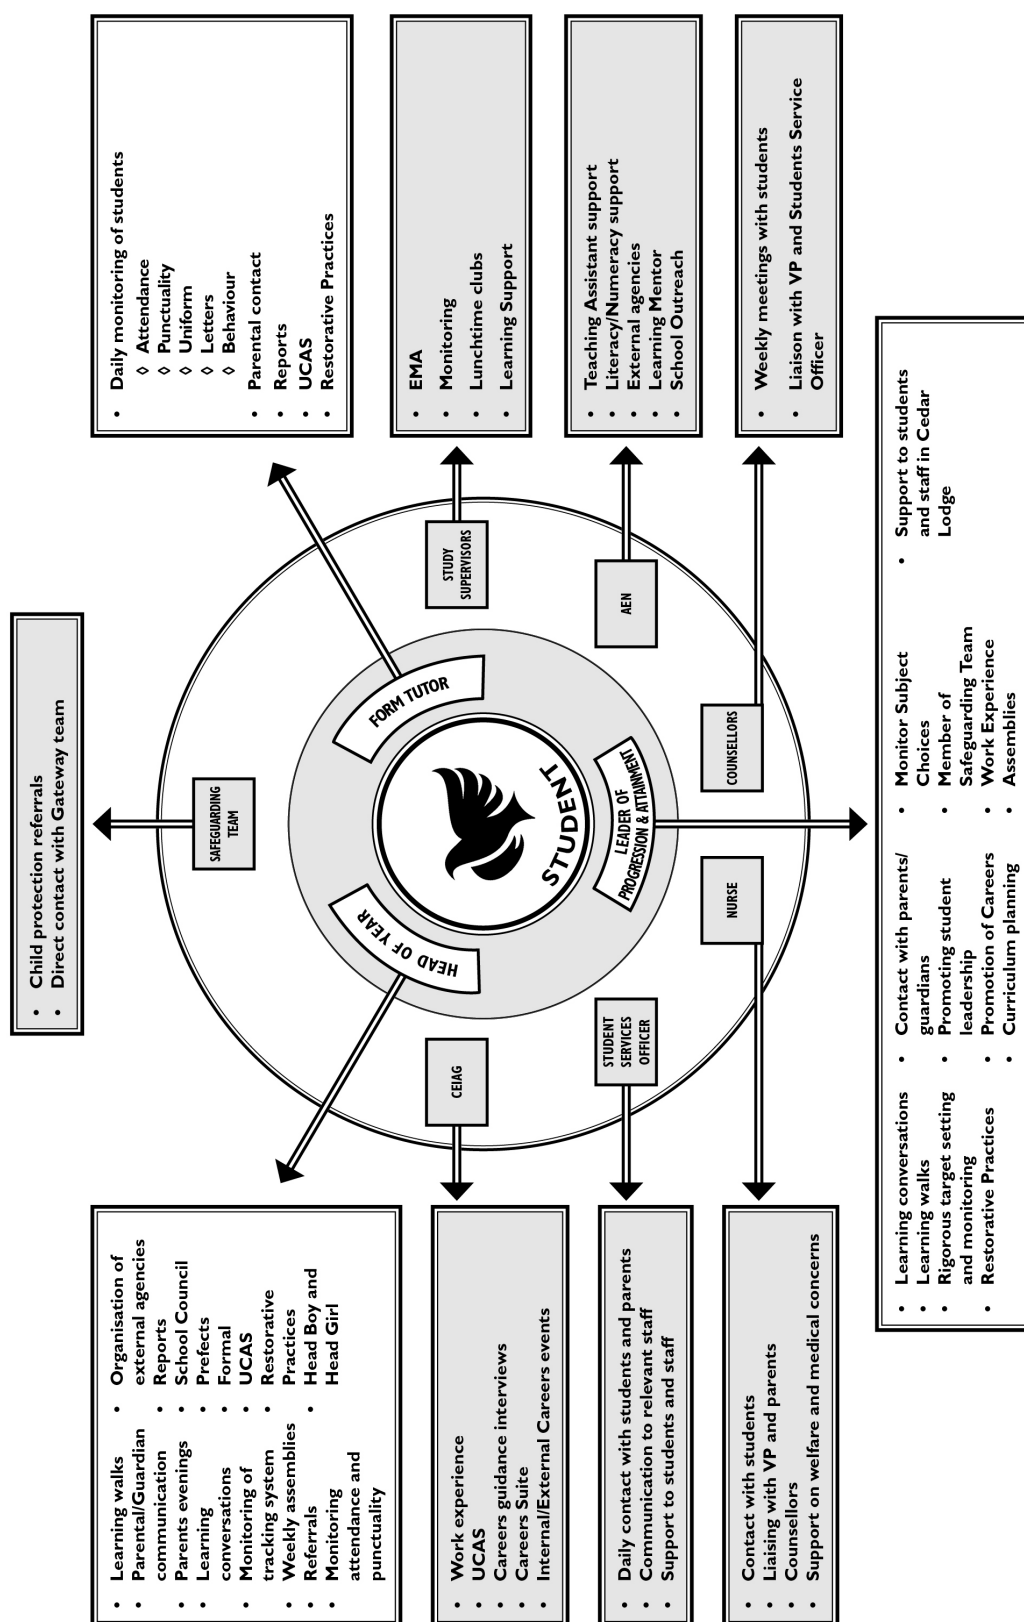 • Child protection referrals
• Direct contact with Gateway team
• Learning walks
• Parental/Guardian
communication
• Parents evenings
• Learning
conversations
• Monitoring of
tracking system
• Weekly assemblies
• Referrals
• Monitoring
attendance and
punctuality
• Organisation of
external agencies
• Reports
• School Council
• Prefects
• Formal
• UCAS
• Restorative
Practices
• Head Boy and
Head Girl
• Daily monitoring of students
◊ Attendance
◊ Punctuality
◊ Uniform
◊ Letters
◊ Behaviour
• Parental contact
• Reports
• UCAS
• Restorative Practices
SAFEGUARDING
TEAM
HEAD OF YEAR
FORM TUTOR
STUDENT
LEADER OF
PROGRESSION & ATTAINMENT
CEIAG
STUDY
SUPERVISORS
STUDENT
SERVICES
OFFICER
AEN
NURSE
COUNSELLORS
• Work experience
• UCAS
• Careers guidance interviews
• Careers Suite
• Internal/External Careers events
• EMA
• Monitoring
• Lunchtime clubs
• Learning Support
• Daily contact with students and parents
• Communication to relevant staff
• Support to students and staff
• Teaching Assistant support
• Literacy/Numeracy support
• External agencies
• Learning Mentor
• School Outreach
• Contact with students
• Liaising with VP and parents
• Counsellors
• Support on welfare and medical concerns
• Weekly meetings with students
• Liaison with VP and Students Service
Officer
• Learning conversations
• Learning walks
• Rigorous target setting
and monitoring
• Restorative Practices
• Contact with parents/
guardians
• Promoting student
leadership
• Promotion of Careers
• Curriculum planning
• Monitor Subject
Choices
• Member of
Safeguarding Team
• Work Experience
• Assemblies
• Support to students
and staff in Cedar
Lodge